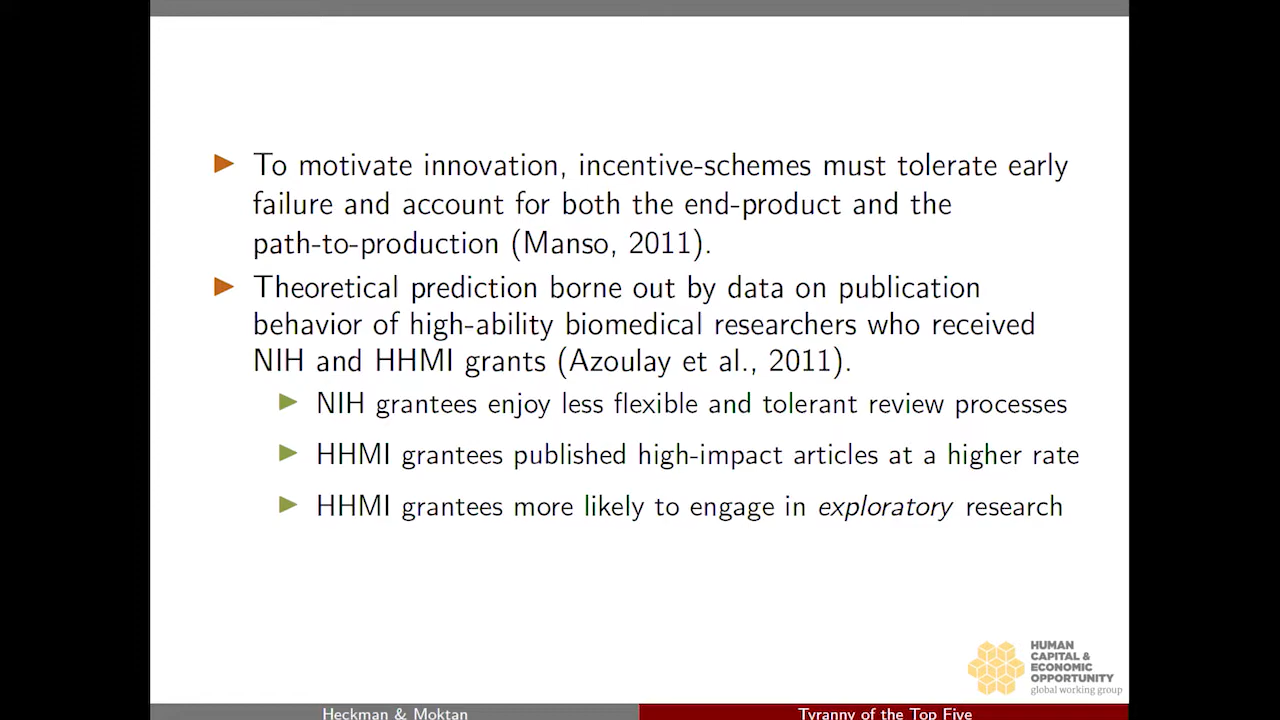 To motivate innovation, incentive-schemes must tolerate early
failure and account for both the end-product and the
path-to-production (Manso, 2011).
Theoretical prediction borne out by data on publication
behavior of high-ability biomedical researchers who received
NIH and HHMI grants (Azoulay et al., 2011).
NIH grantees enjoy less flexible and tolerant review processes
HHMI grantees published high-impact articles at a higher rate
HHMI grantees more likely to engage in exploratory research
HUMAN
CAPITAL &
ECONOMIC
OPPORTUNITY
global working group
Heckman & Moktan
Tyranny of the Top Five